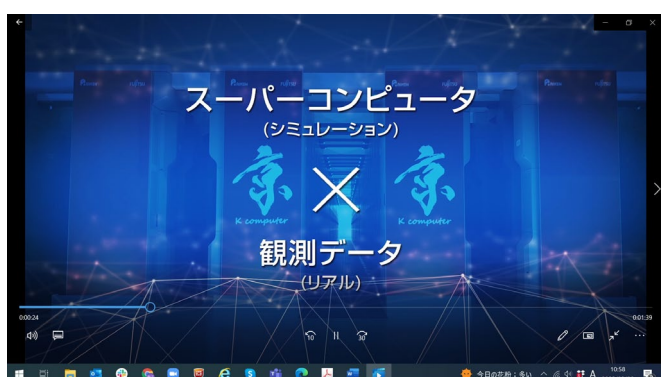 スーパーコンピュータ
(シミュレーション)
京 × 京
K computer K computer
観測データ
(リアル)
0:00:24 0:01:39
10 30
今日の花粉：多い A 10:58